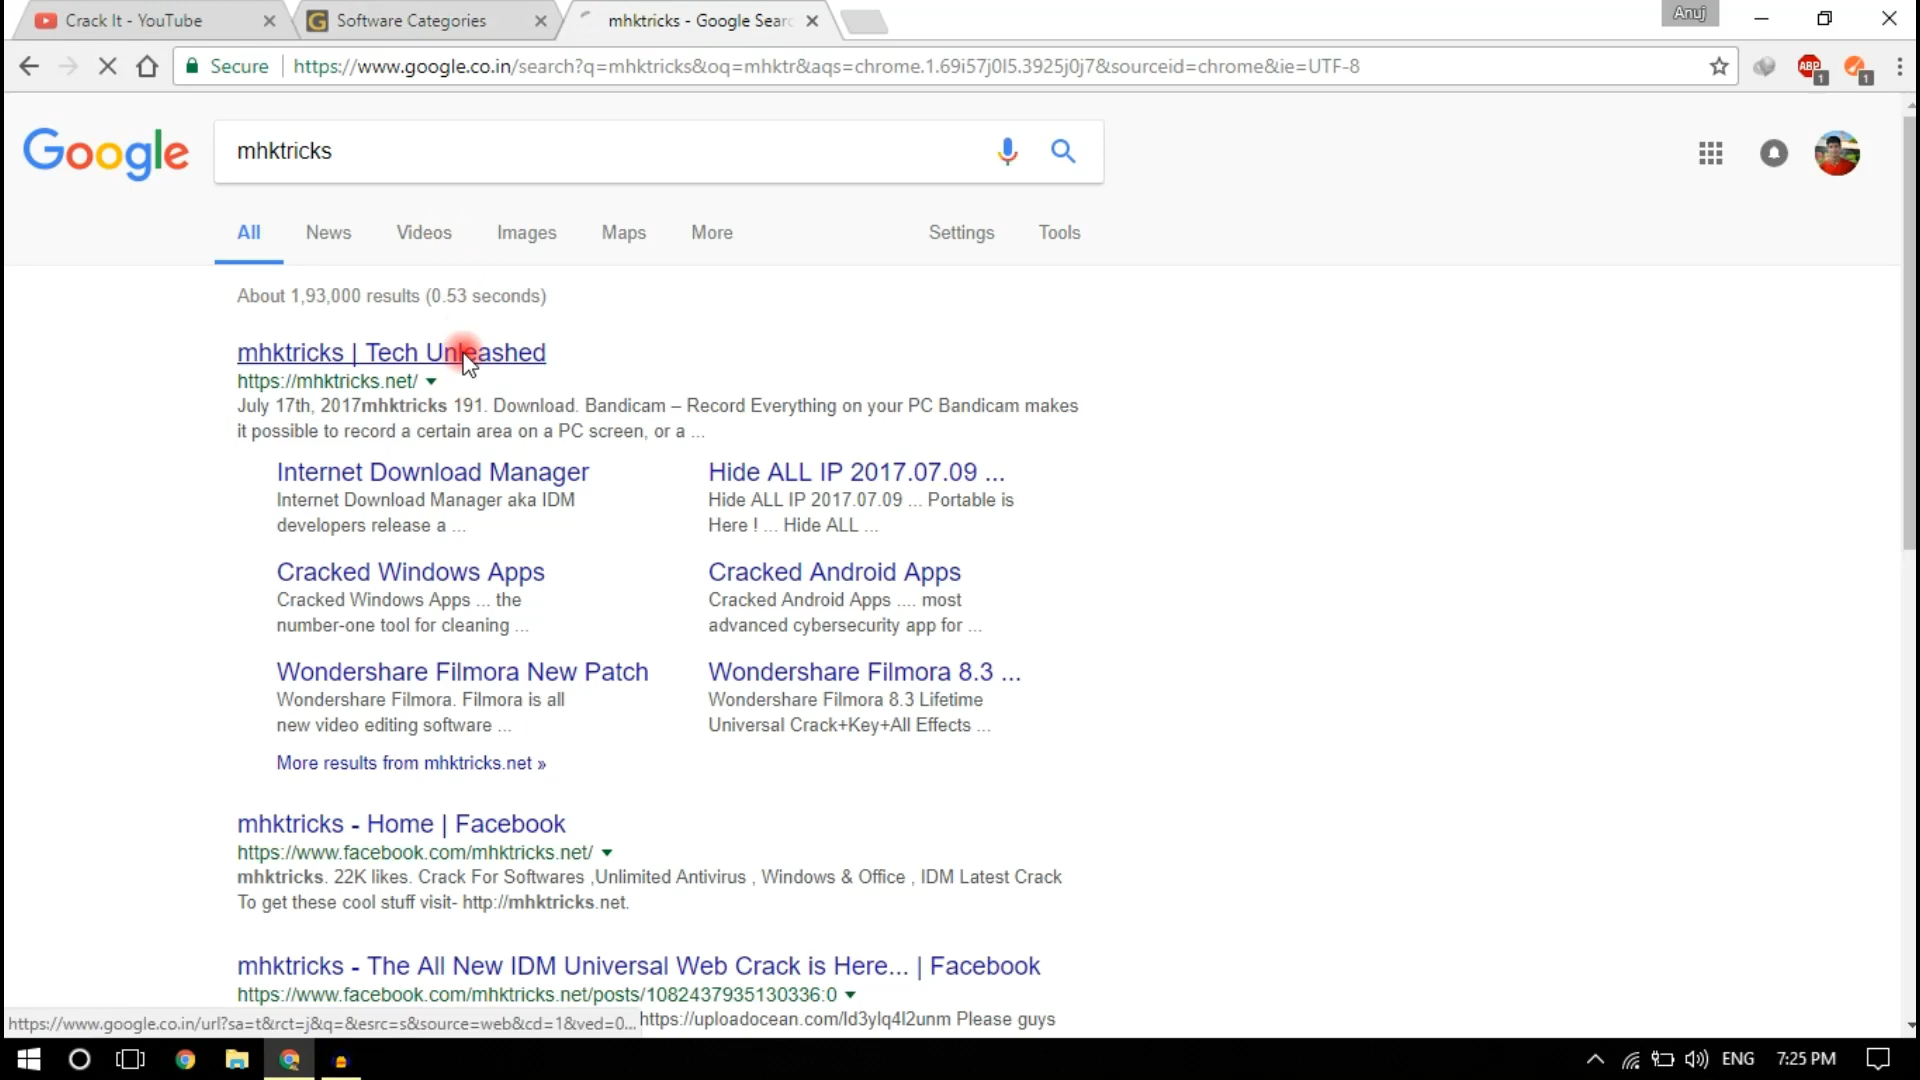 Crack It - YouTube
Software Categories
mhktricks - Google Sear
Anuj
Secure https://www.google.co.in/search?q=mhktricks&oq=mhktr&aqs=chrome.1.69i57j0l5.3925j0j7&sourceid=chrome&ie=UTF-8
ABP 1 1
Google
mhktricks
All News Videos Images Maps More Settings Tools
About 1,93,000 results (0.53 seconds)
mhktricks | Tech Unleashed
https://mhktricks.net/
July 17th, 2017mhktricks 191. Download. Bandicam – Record Everything on your PC Bandicam makes
it possible to record a certain area on a PC screen, or a ...
Internet Download Manager
Internet Download Manager aka IDM
developers release a ...
Hide ALL IP 2017.07.09 ...
Hide ALL IP 2017.07.09 ... Portable is
Here ! ... Hide ALL ...
Cracked Windows Apps
Cracked Windows Apps ... the
number-one tool for cleaning ...
Cracked Android Apps
Cracked Android Apps .... most
advanced cybersecurity app for ...
Wondershare Filmora New Patch
Wondershare Filmora. Filmora is all
new video editing software ...
Wondershare Filmora 8.3 ...
Wondershare Filmora 8.3 Lifetime
Universal Crack+Key+All Effects ...
More results from mhktricks.net »
mhktricks - Home | Facebook
https://www.facebook.com/mhktricks.net/
mhktricks. 22K likes. Crack For Softwares ,Unlimited Antivirus , Windows & Office , IDM Latest Crack
To get these cool stuff visit- http://mhktricks.net.
mhktricks - The All New IDM Universal Web Crack is Here... | Facebook
https://www.facebook.com/mhktricks.net/posts/1082437935130336:0
https://www.google.co.in/url?sa=t&rct=j&q=&esrc=s&source=web&cd=1&ved=0...
https://uploadocean.com/ld3ylq4l2unm Please guys
ENG 7:25 PM